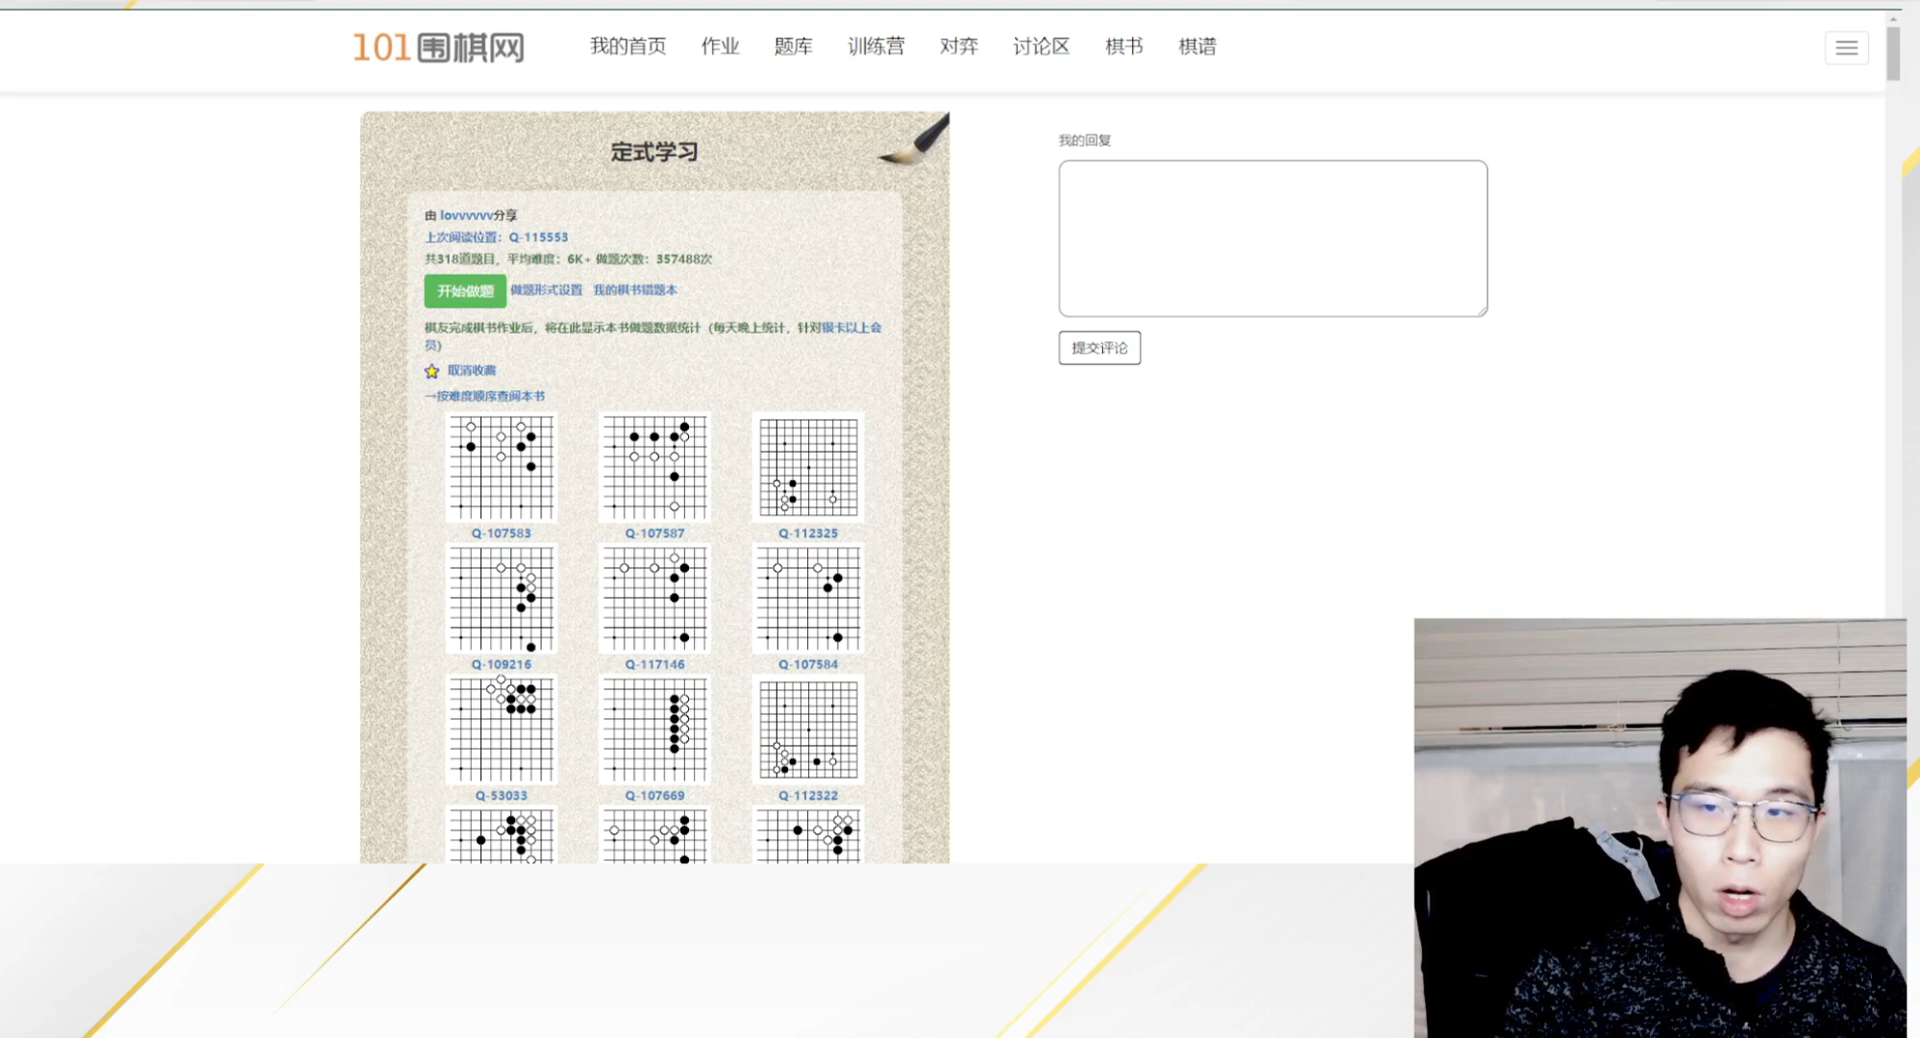 101围棋网
我的首页 作业 题库 训练营 对弈 讨论区 棋书 棋谱
定式学习
由 lovvvvvv分享
上次阅读位置：Q-115553
共318道题目，平均难度：6K+ 做题次数：357488次
开始做题 做题形式设置 我的棋书错题本
棋友完成棋书作业后，将在此显示本书做题数据统计（每天晚上统计，针对银卡以上会
员）
取消收藏
→按难度顺序查阅本书
Q-107583 Q-107587 Q-112325
Q-109216 Q-117146 Q-107584
Q-53033 Q-107669 Q-112322
我的回复
提交评论